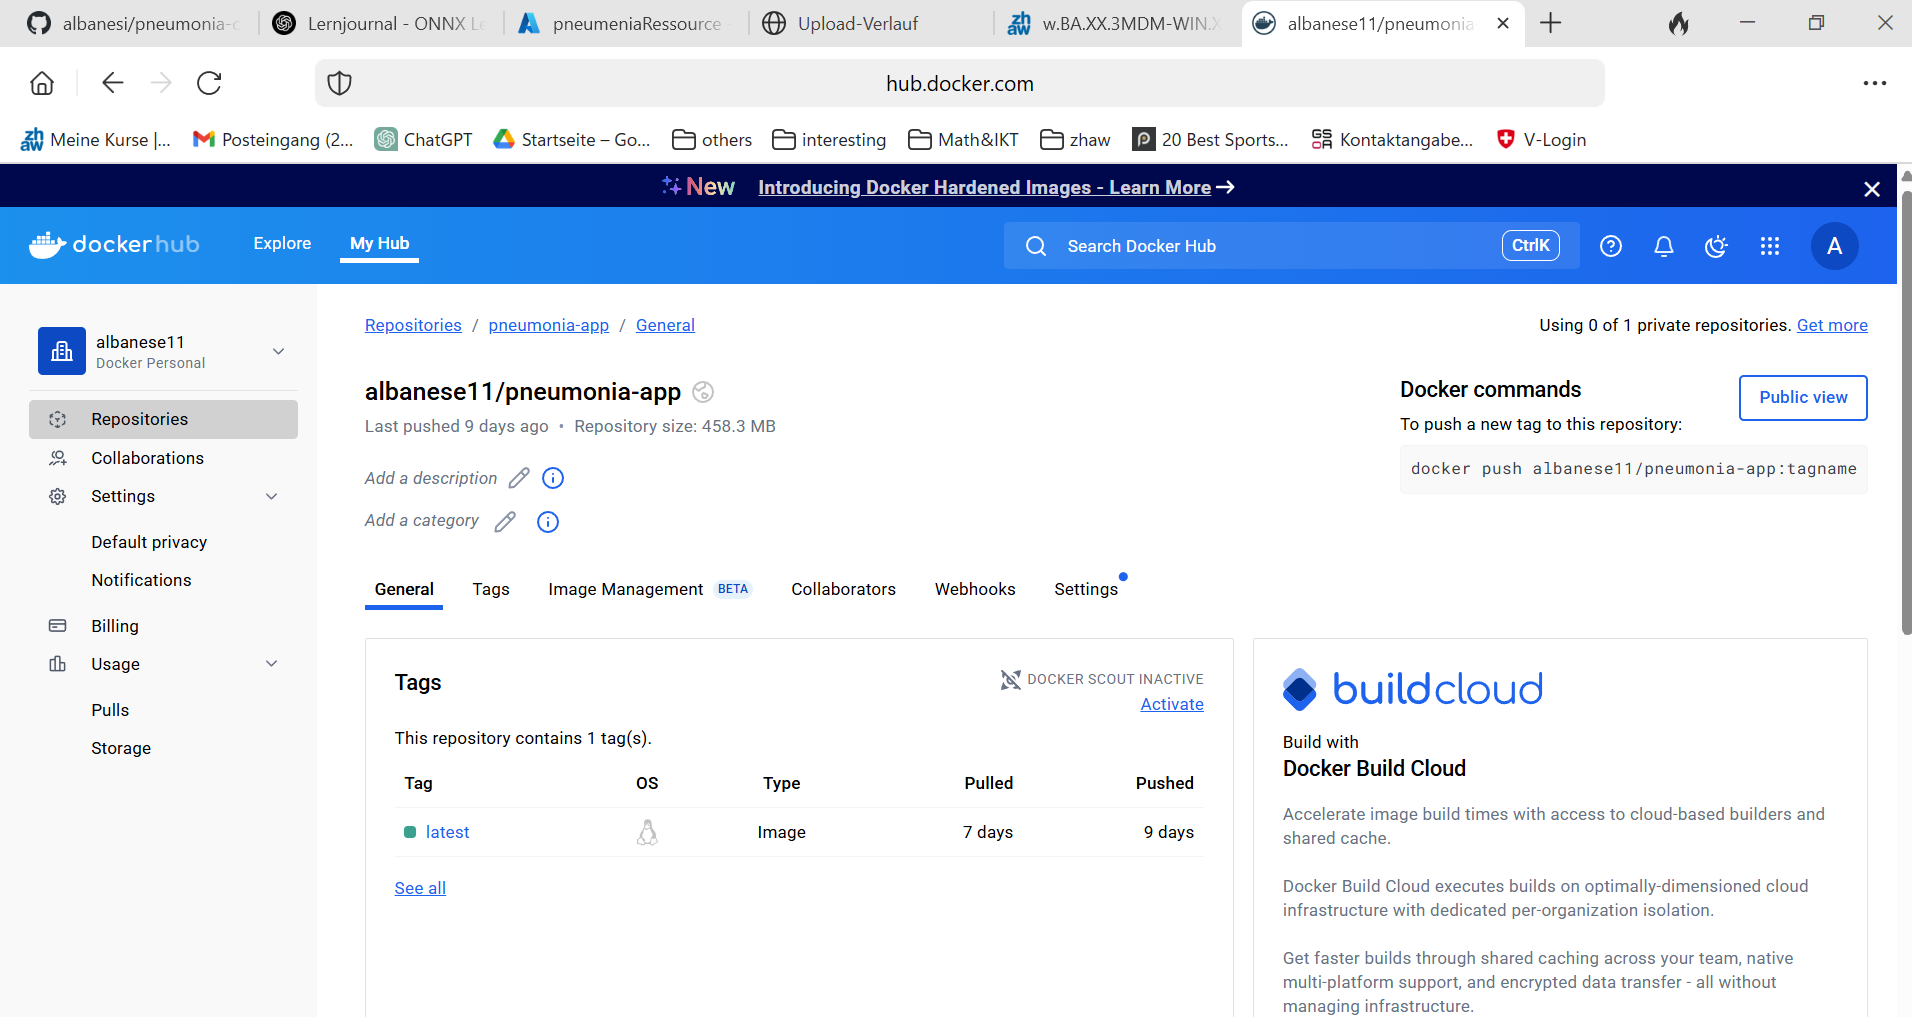 albanesi/pneumonia-c
Lernjournal - ONNX Le
pneumeniaRessource -
Upload-Verlauf
zh aw
w.BA.XX.3MDM-WIN.X
albanese11/pneumonia
hub.docker.com
zh aw
Meine Kurse |...
Posteingang (2...
ChatGPT
Startseite – Go...
others
interesting
Math&IKT
zhaw
20 Best Sports...
Kontaktangabe...
V-Login
New
Introducing Docker Hardened Images - Learn More
dockerhub
Explore
My Hub
Search Docker Hub
CtrlK
A
albanese11
Docker Personal
Repositories
Collaborations
Settings
Default privacy
Notifications
Billing
Usage
Pulls
Storage
Repositories / pneumonia-app / General
Using 0 of 1 private repositories. Get more
albanese11/pneumonia-app
Last pushed 9 days ago • Repository size: 458.3 MB
Add a description
Add a category
Docker commands
Public view
To push a new tag to this repository:
docker push albanese11/pneumonia-app:tagname
General
Tags
Image Management BETA
Collaborators
Webhooks
Settings
Tags
DOCKER SCOUT INACTIVE
Activate
This repository contains 1 tag(s).
Tag OS Type Pulled Pushed
latest Image 7 days 9 days
See all
buildcloud
Build with
Docker Build Cloud
Accelerate image build times with access to cloud-based builders and
shared cache.
Docker Build Cloud executes builds on optimally-dimensioned cloud
infrastructure with dedicated per-organization isolation.
Get faster builds through shared caching across your team, native
multi-platform support, and encrypted data transfer - all without
managing infrastructure.